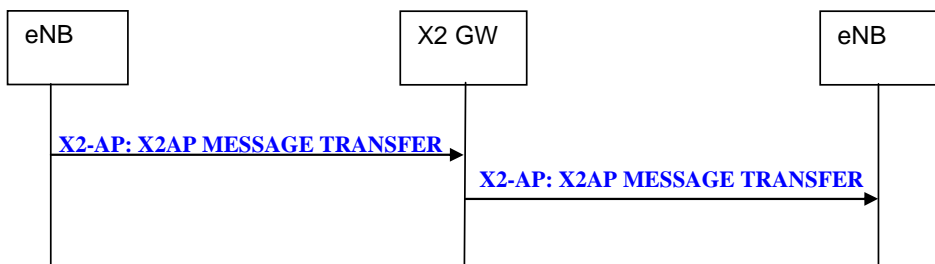 eNB
X2 GW
eNB
X2-AP: X2AP MESSAGE TRANSFER
X2-AP: X2AP MESSAGE TRANSFER